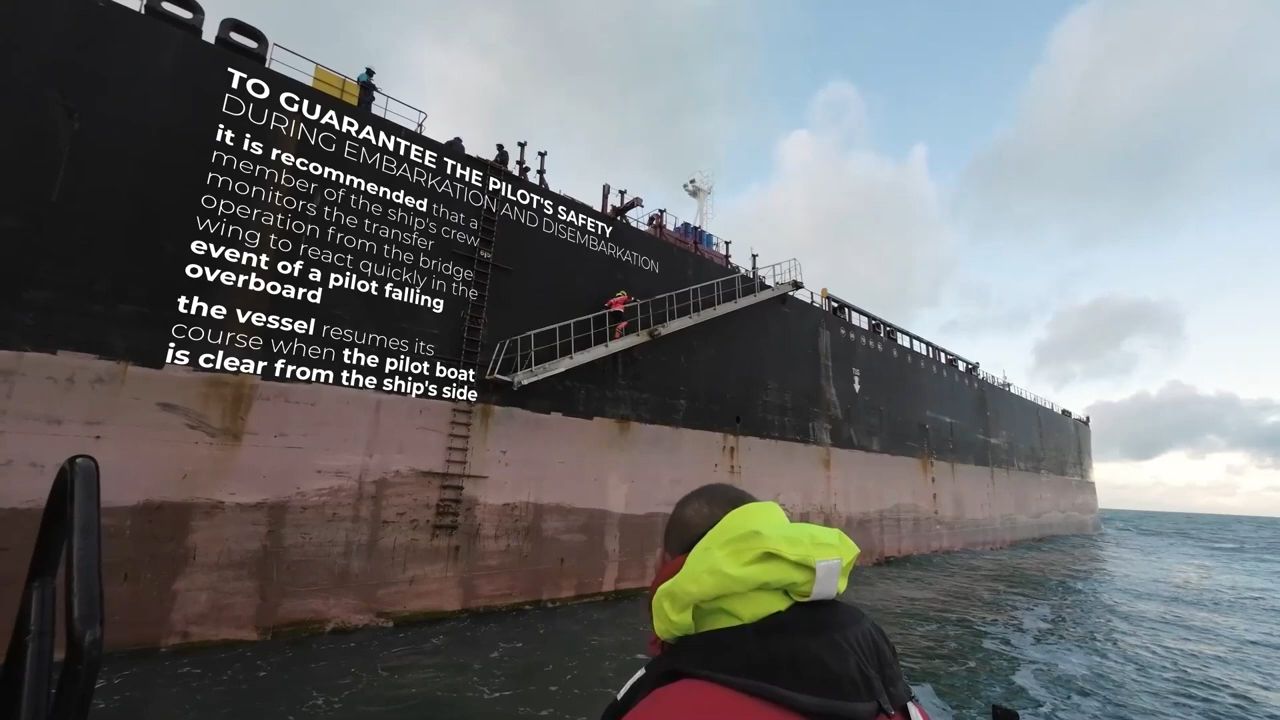 TO GUARANTEE THE PILOT'S SAFETY
DURING EMBARKATION AND DISEMBARKATION
it is recommended that a
member of the ship's crew
monitors the transfer
operation from the bridge
wing to react quickly in the
event of a pilot falling
overboard
the vessel resumes its
course when the pilot boat
is clear from the ship's side